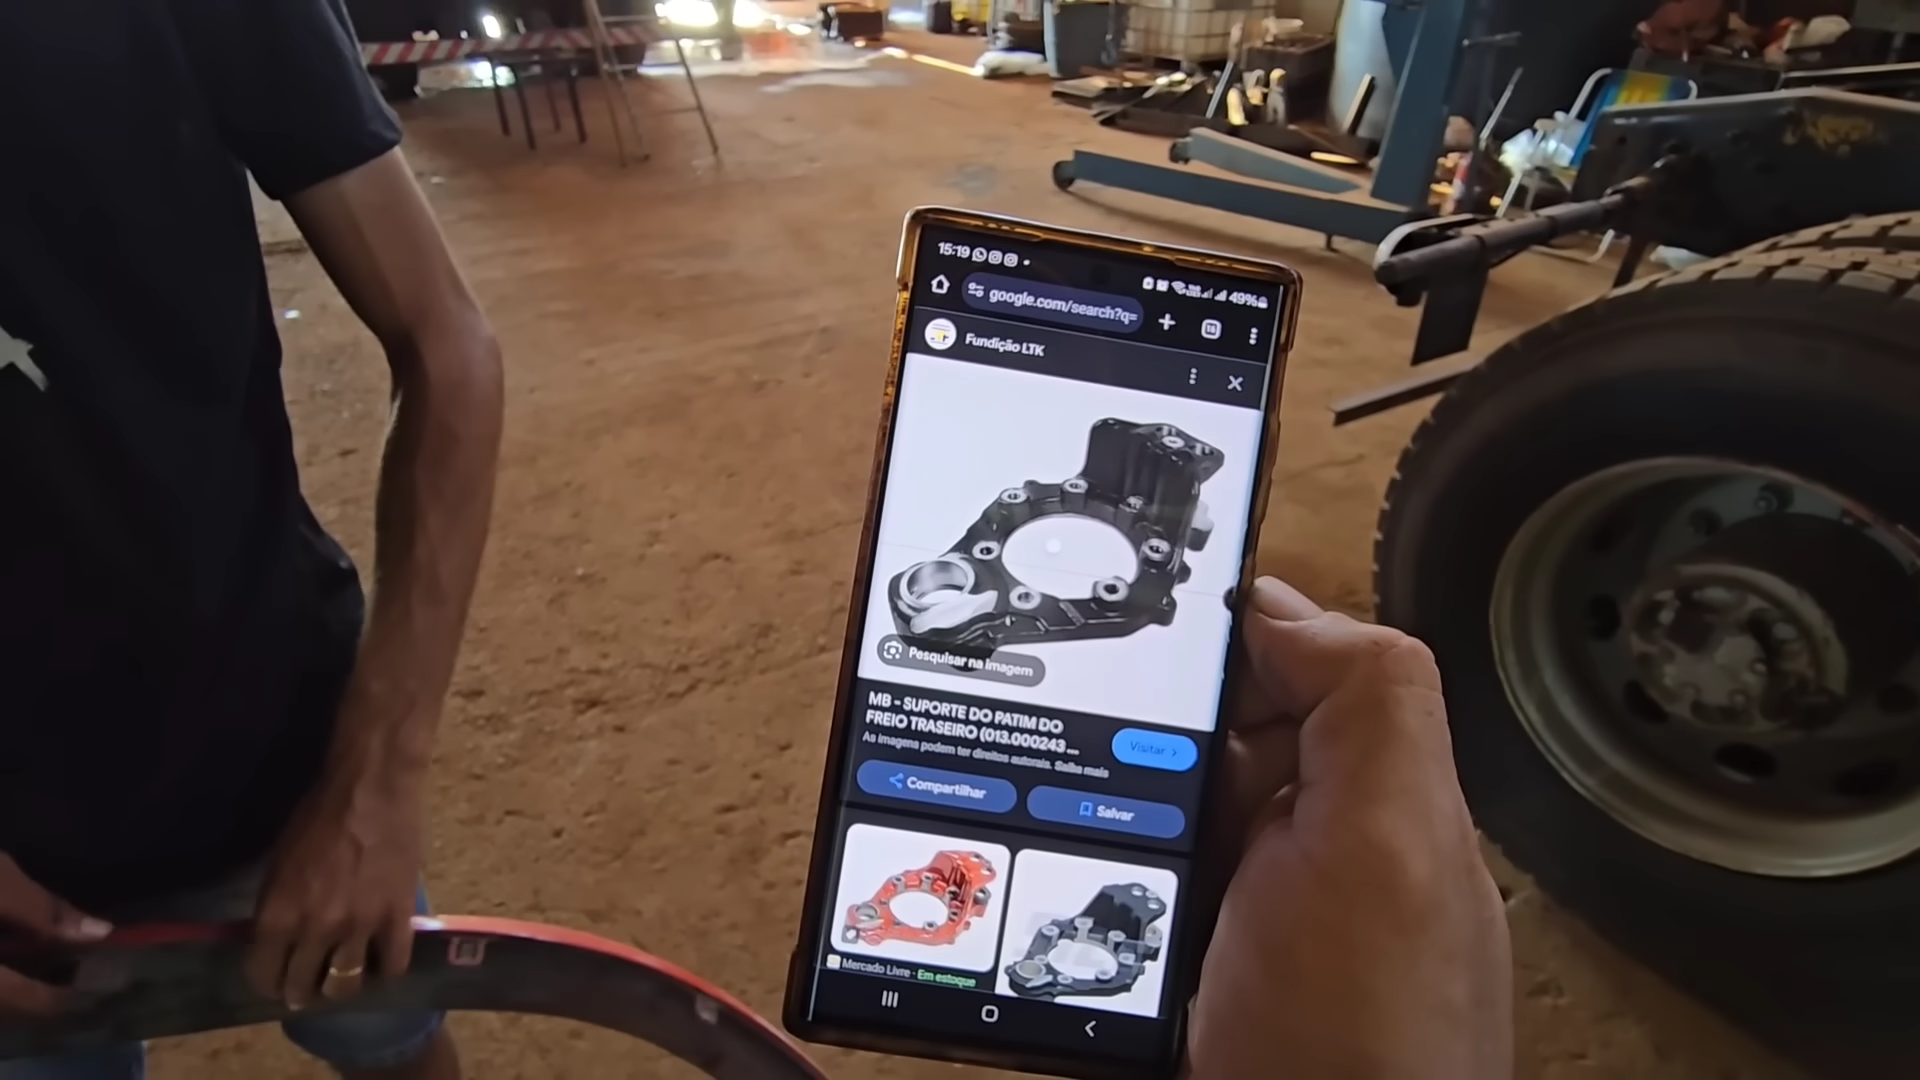 15:19
49%
google.com/search?q=
Fundição LTK
Pesquisar na imagem
MB - SUPORTE DO PATIM DO
FREIO TRASEIRO (013.000243 ...
Visitar
As imagens podem ter direitos autorais. Saiba mais
Compartilhar
Salvar
Mercado Livre · Em estoque